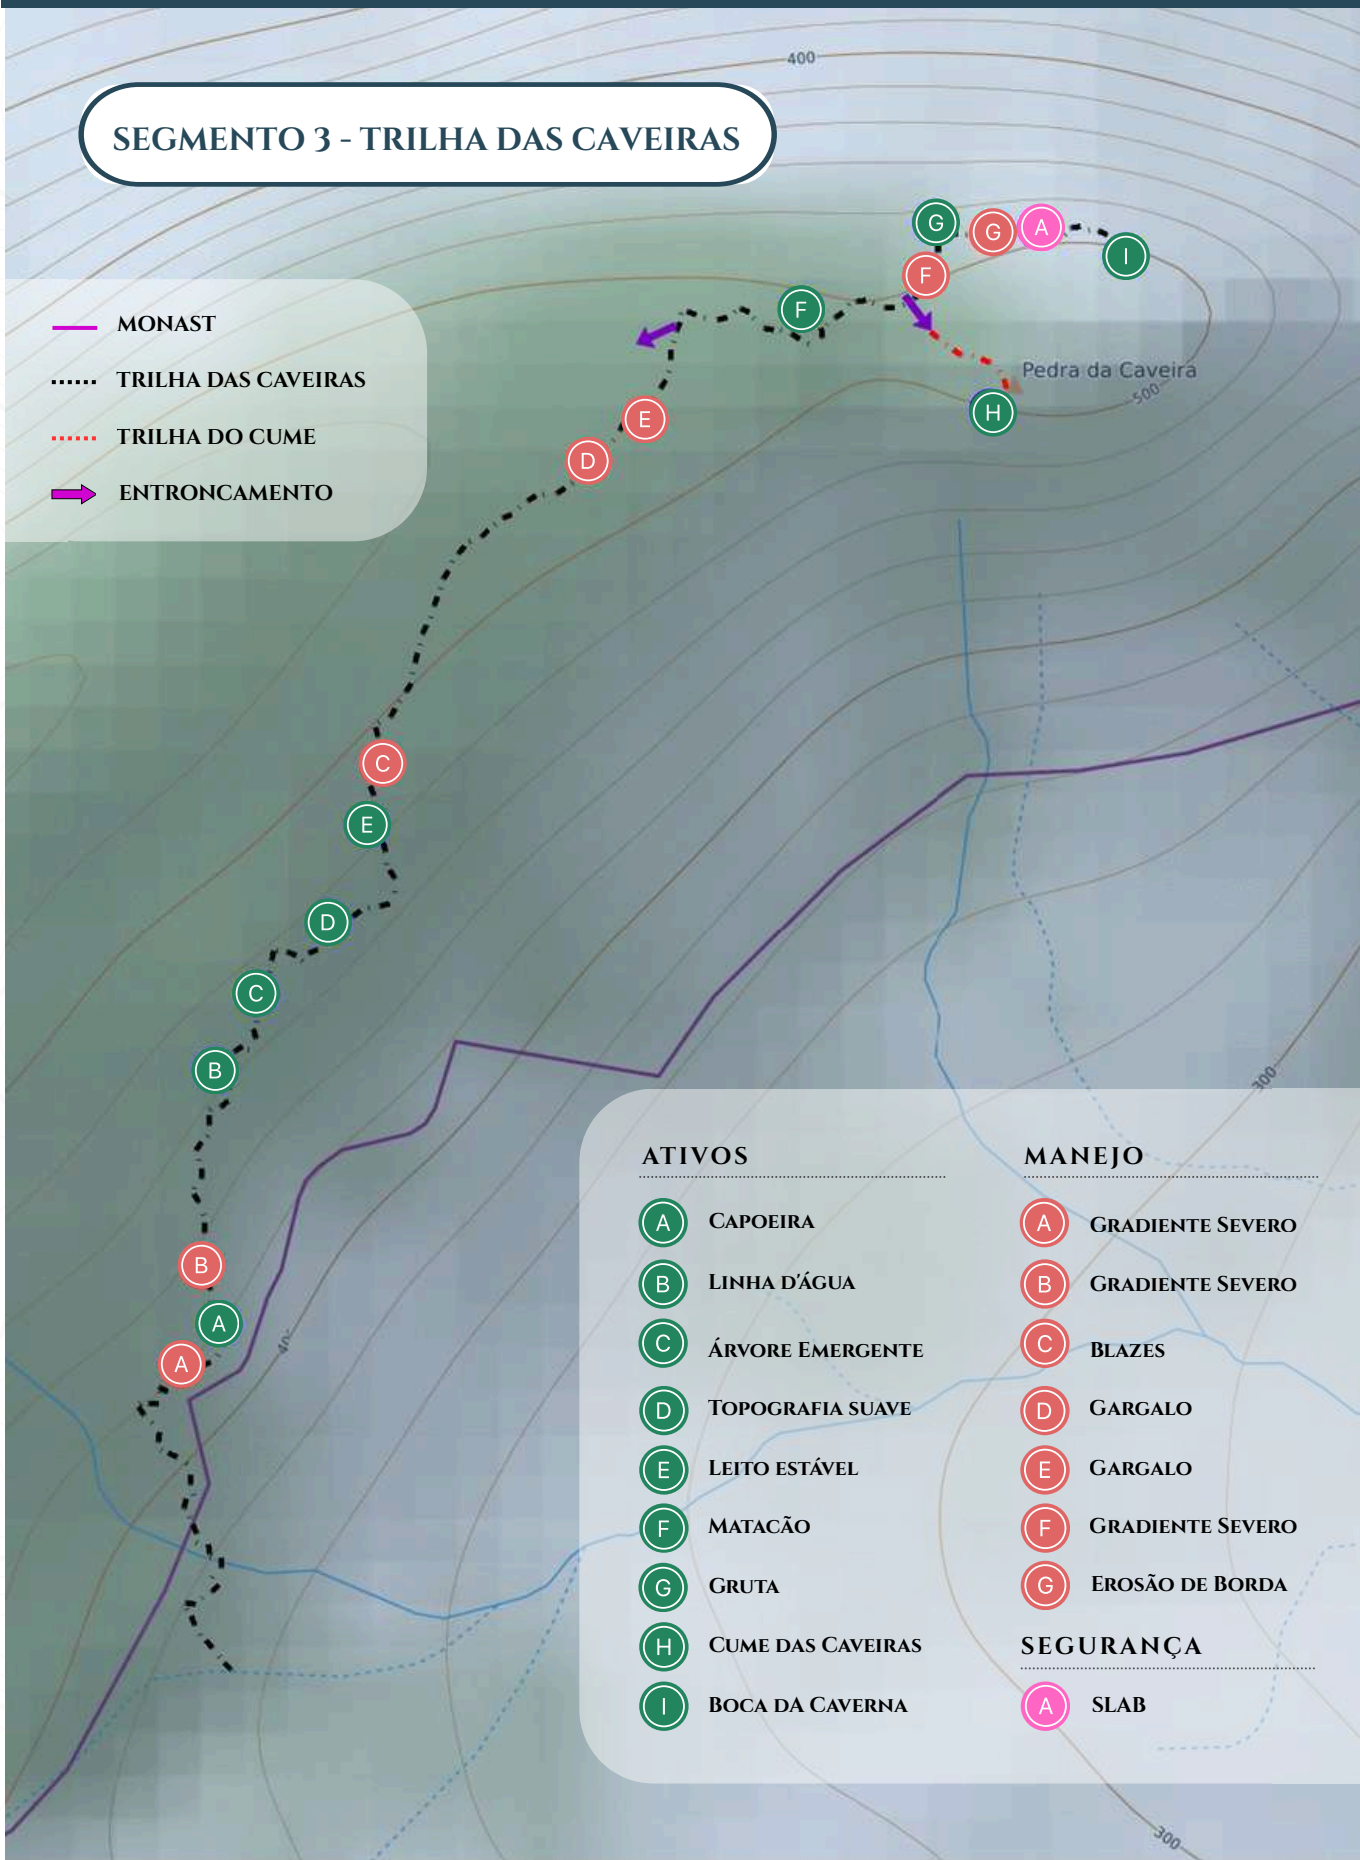 400
SEGMENTO 3 - TRILHA DAS CAVEIRAS
G G A
I
F
F
MONAST
TRILHA DAS CAVEIRAS
TRILHA DO CUME
ENTRONCAMENTO
Pedra da Caveira
500
H
E
D
C
E
D
C
B
B
A
A
40
300
ATIVOS
A CAPOEIRA
B LINHA D'ÁGUA
C ÁRVORE EMERGENTE
D TOPOGRAFIA SUAVE
E LEITO ESTÁVEL
F MATACÃO
G GRUTA
H CUME DAS CAVEIRAS
I BOCA DA CAVERNA
MANEJO
A GRADIENTE SEVERO
B GRADIENTE SEVERO
C BLAZES
D GARGALO
E GARGALO
F GRADIENTE SEVERO
G EROSÃO DE BORDA
SEGURANÇA
A SLAB
300